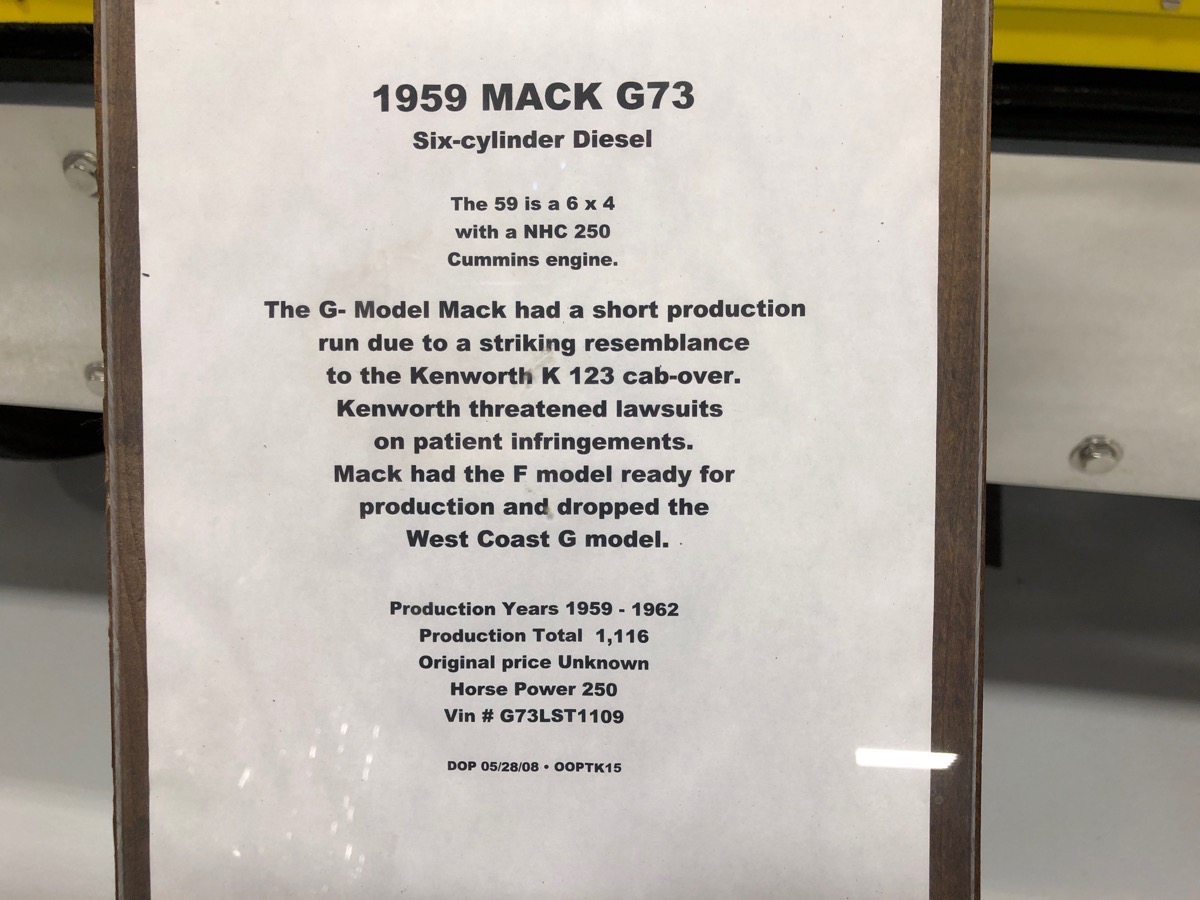 1959 MACK G73
Six-cylinder Diesel
The 59 is a 6 x 4
with a NHC 250
Cummins engine.
The G- Model Mack had a short production
run due to a striking resemblance
to the Kenworth K 123 cab-over.
Kenworth threatened lawsuits
on patient infringements.
Mack had the F model ready for
production and dropped the
West Coast G model.
Production Years 1959 - 1962
Production Total 1,116
Original price Unknown
Horse Power 250
Vin # G73LST1109
DOP 05/28/08 • OOPTK15